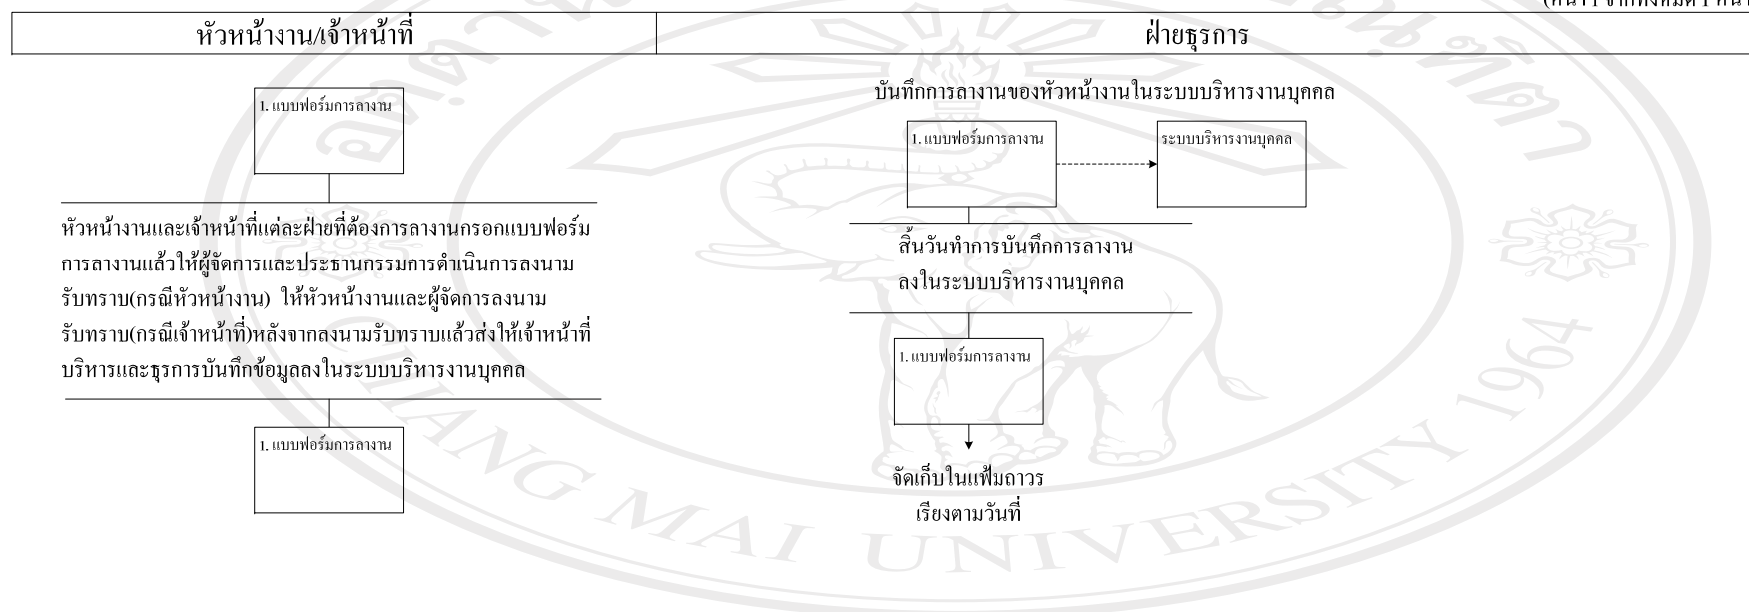 หัวหน้างาน/เจ้าหน้าที่
ฝ่ายธุรการ
1. แบบฟอร์มการลางาน
หัวหน้างานและเจ้าหน้าที่แต่ละฝ่ายที่ต้องการลางานกรอกแบบฟอร์ม
การลางานแล้วให้ผู้จัดการและประธานกรรมการดำเนินการลงนาม
รับทราบ(กรณีหัวหน้างาน) ให้หัวหน้างานและผู้จัดการลงนาม
รับทราบ(กรณีเจ้าหน้าที่)หลังจากลงนามรับทราบแล้วส่งให้เจ้าหน้าที่
บริหารและธุรการบันทึกข้อมูลลงในระบบบริหารงานบุคคล
1. แบบฟอร์มการลางาน
บันทึกการลางานของหัวหน้างานในระบบบริหารงานบุคคล
1. แบบฟอร์มการลางาน
ระบบบริหารงานบุคคล
สิ้นวันทำการบันทึกการลางาน
ลงในระบบบริหารงานบุคคล
1. แบบฟอร์มการลางาน
จัดเก็บในแฟ้มถาวร
เรียงตามวันที่
CHIANG MAI UNIVERSITY 1964